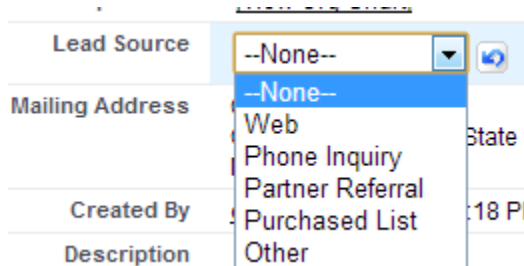 Lead Source --None--
--None--
Mailing Address
Web
State
Phone Inquiry
Partner Referral
Created By
Purchased List :18 P
Description Other